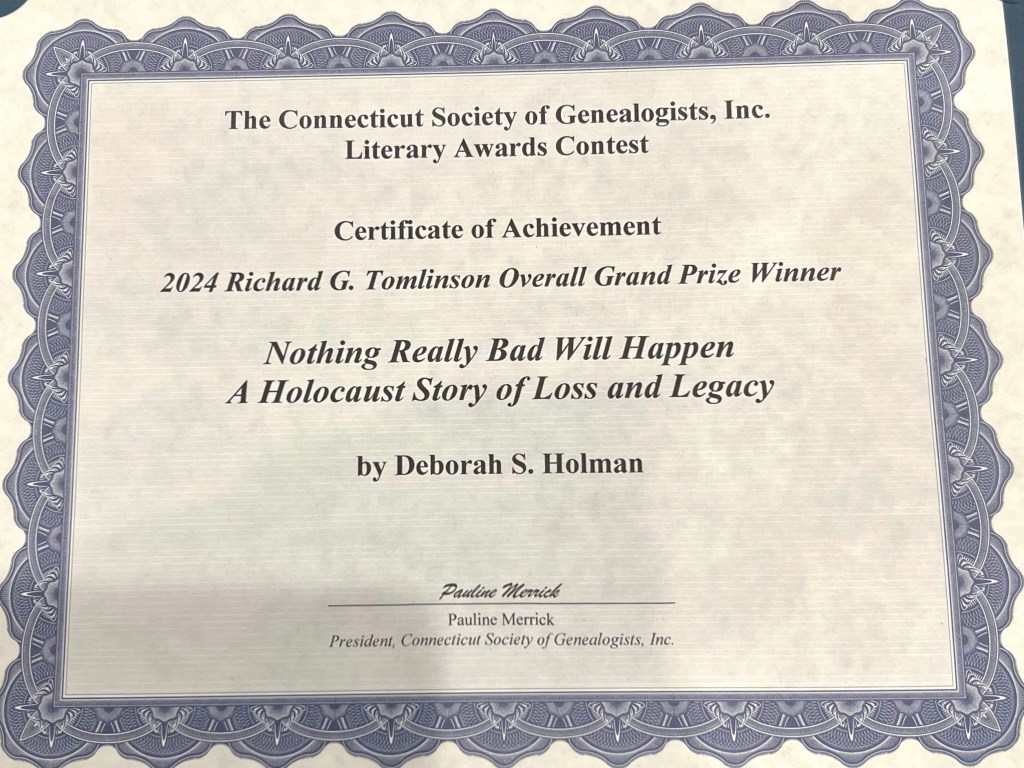 The Connecticut Society of Genealogists, Inc.
Literary Awards Contest
Certificate of Achievement
2024 Richard G. Tomlinson Overall Grand Prize Winner
Nothing Really Bad Will Happen
A Holocaust Story of Loss and Legacy
by Deborah S. Holman
Pauline Merrick
Pauline Merrick
President, Connecticut Society of Genealogists, Inc.